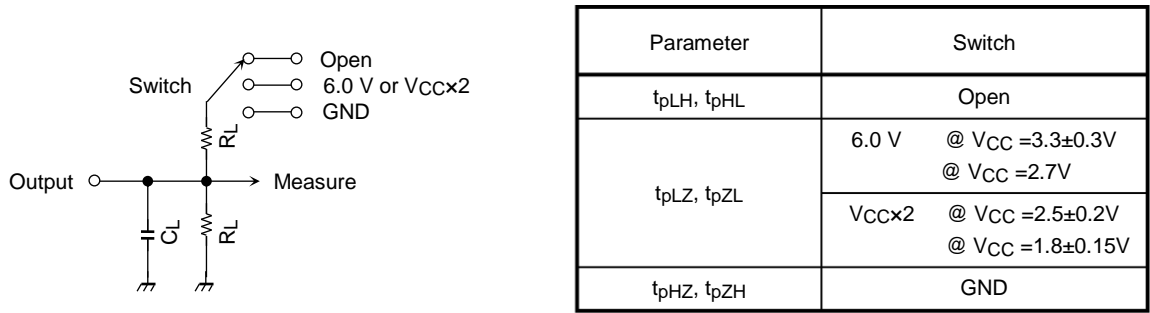 Open
Switch
6.0 V or VCC×2
GND
RL
Output
Measure
CL
RL
Parameter Switch
tpLH, tpHL Open
tpLZ, tpZL
6.0 V @ VCC =3.3±0.3V
@ VCC =2.7V
VCC×2 @ VCC =2.5±0.2V
@ VCC =1.8±0.15V
tpHZ, tpZH GND